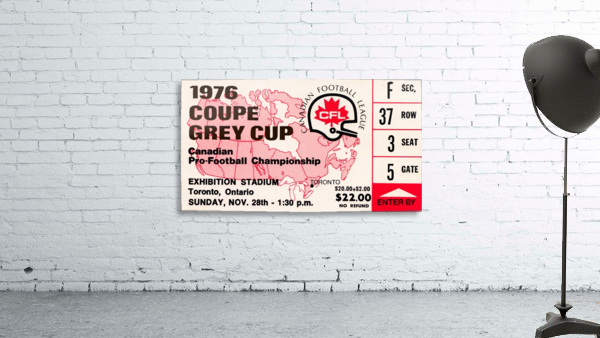 1976
COUPE
GREY CUP
Canadian
Pro-Football Championship
EXHIBITION STADIUM
Toronto, Ontario
SUNDAY, NOV. 28th - 1:30 p.m.
CANADIAN FOOTBALL LEAGUE
CFL
TORONTO
$20.00+$2.00
$22.00
NO REFUND
F SEC.
37 ROW
3 SEAT
5 GATE
ENTER BY